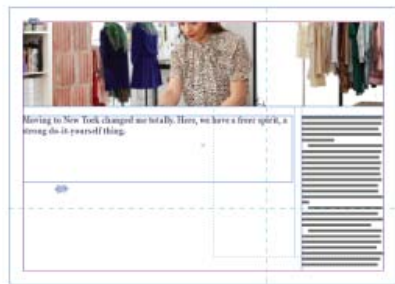 Moving to New York changed me totally. Here, we have a freer spirit, a
strong do-it-yourself thing.